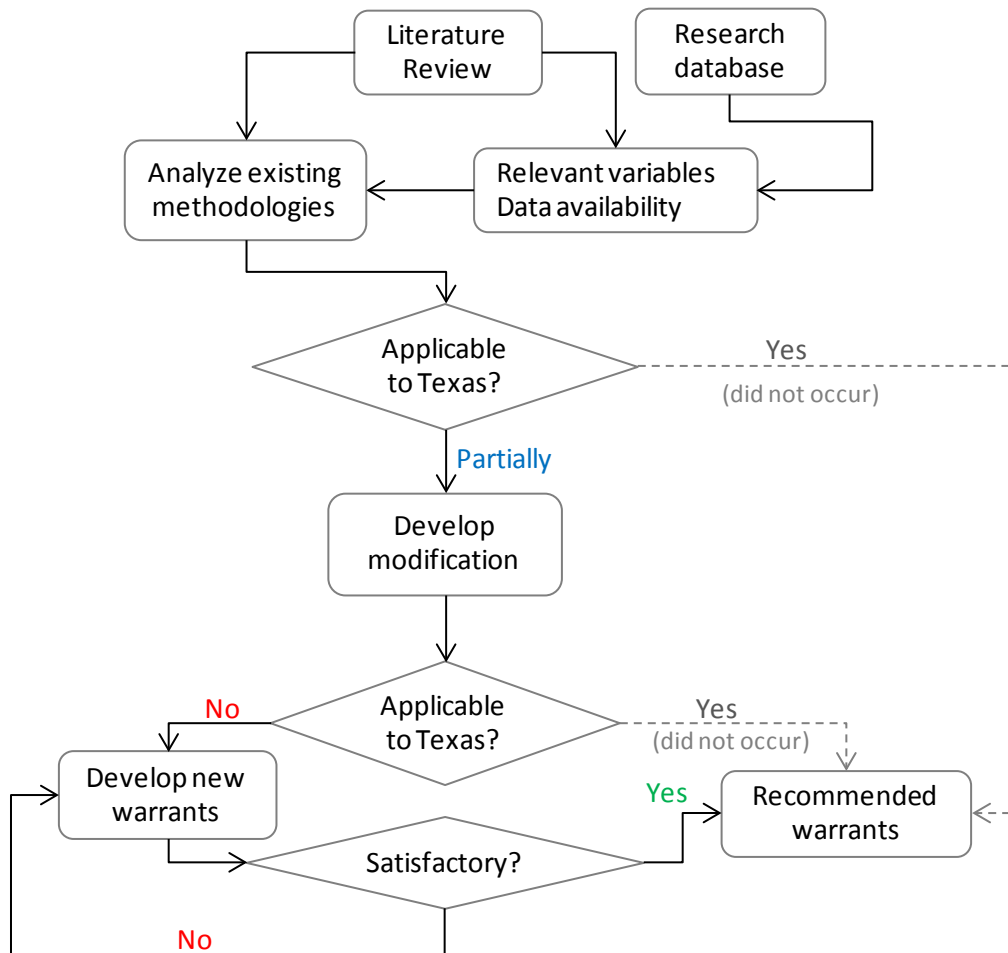 Literature
Review
Research
database
Analyze existing
methodologies
Relevant variables
Data availability
Applicable
to Texas?
Yes
(did not occur)
Partially
Develop
modification
No
Applicable
to Texas?
Yes
(did not occur)
Develop new
warrants
Yes
Recommended
warrants
Satisfactory?
No